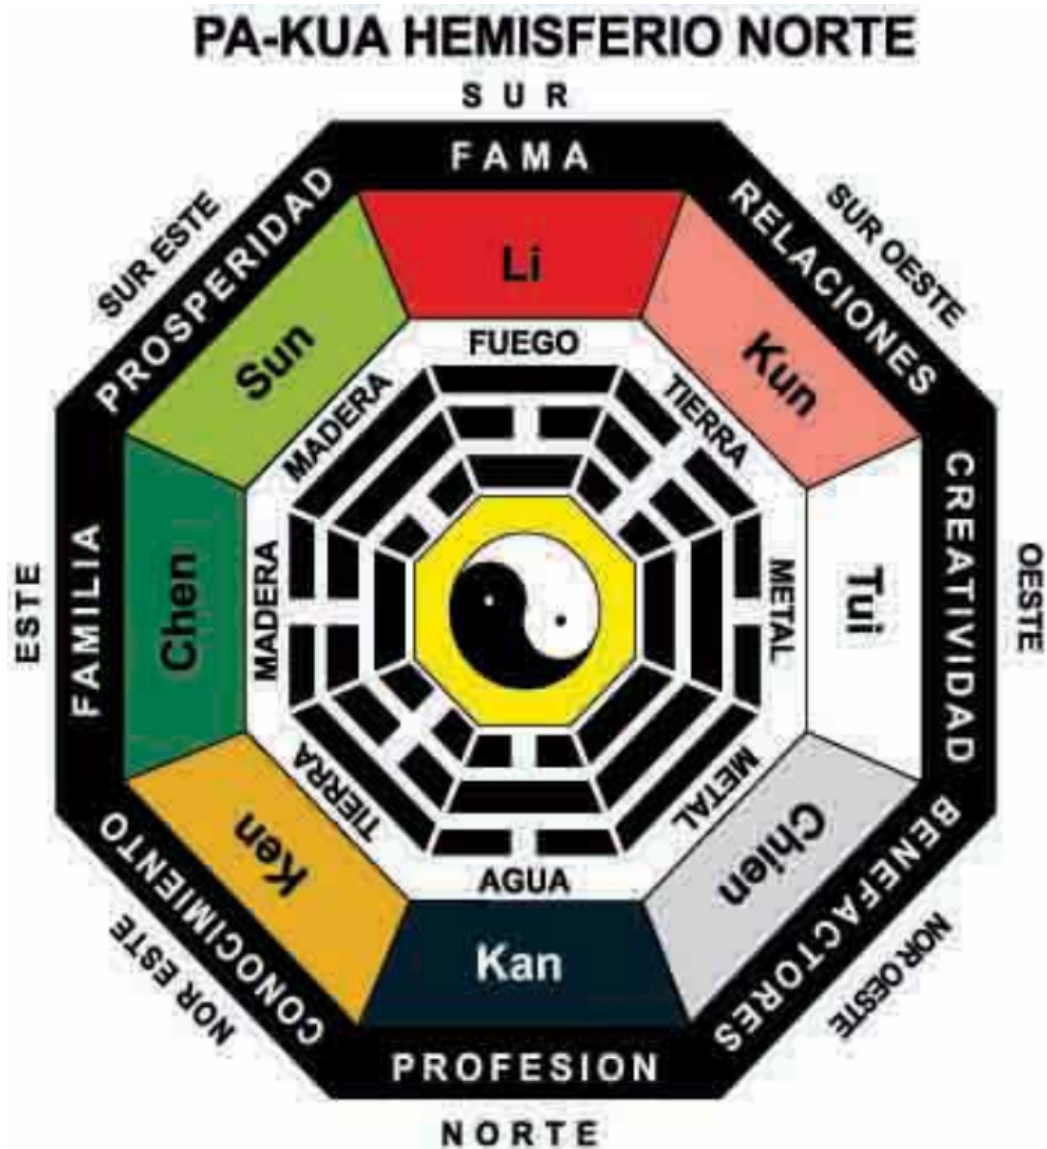 PA-KUA HEMISFERIO NORTE
SUR
FAMA
Li
FUEGO
SUR OESTE
RELACIONES
Kun
TIERRA
OESTE
CREATIVIDAD
Tui
METAL
NOR OESTE
BENEFACTORES
Chien
METAL
NORTE
PROFESION
Kan
AGUA
NOR ESTE
CONOCIMIENTO
Ken
TIERRA
ESTE
FAMILIA
Chen
MADERA
SUR ESTE
PROSPERIDAD
Sun
MADERA